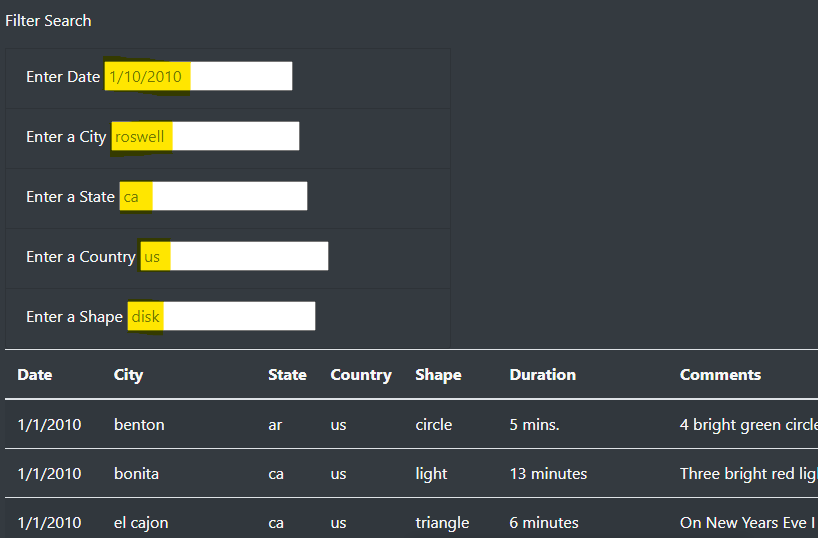 Filter Search
Enter Date 1/10/2010
Enter a City roswell
Enter a State ca
Enter a Country us
Enter a Shape disk
Date City State Country Shape Duration Comments
1/1/2010 benton ar us circle 5 mins. 4 bright green circle
1/1/2010 bonita ca us light 13 minutes Three bright red lig
1/1/2010 el cajon ca us triangle 6 minutes On New Years Eve I